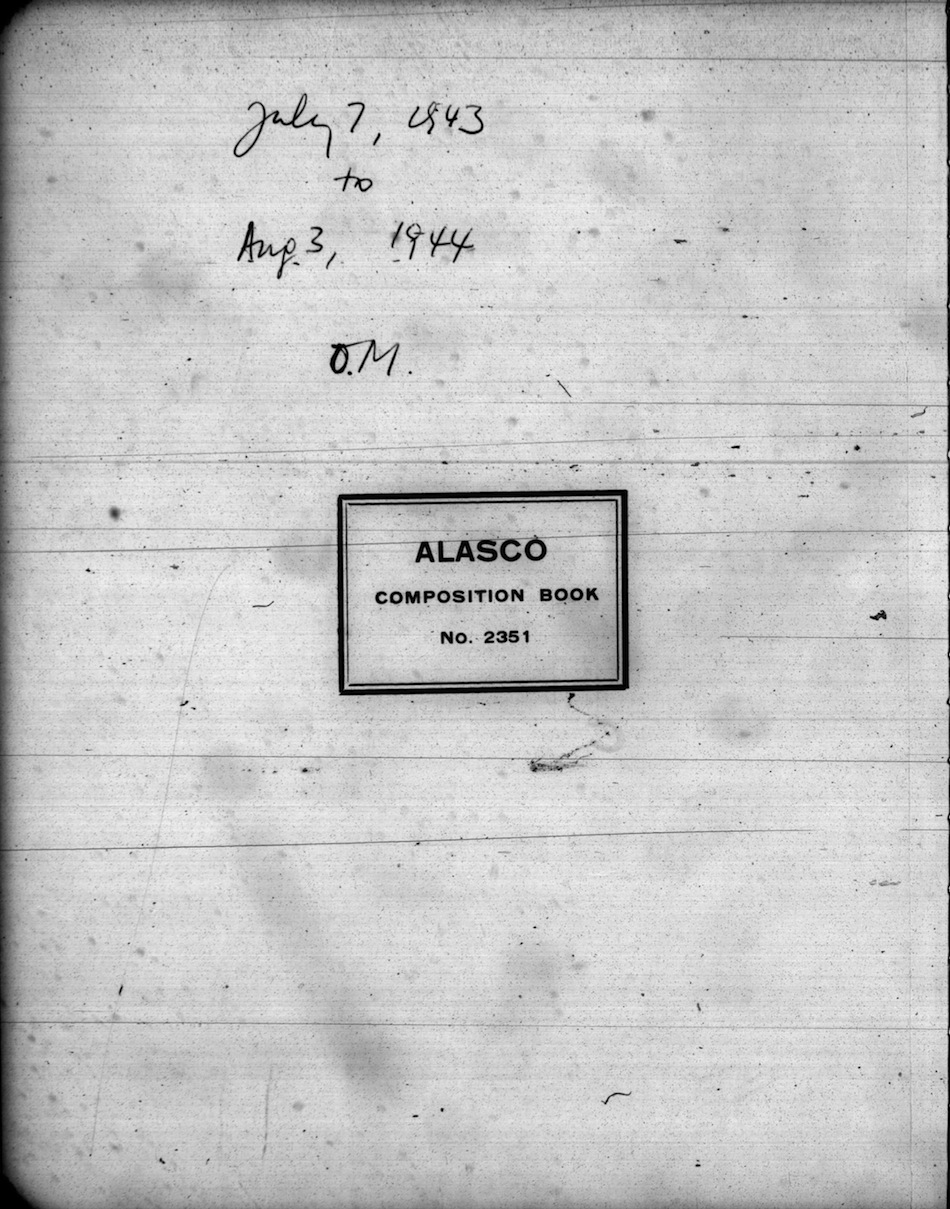 July 7, 1943
to
Aug. 3, 1944
O.M.
ALASCO
COMPOSITION BOOK
No. 2351